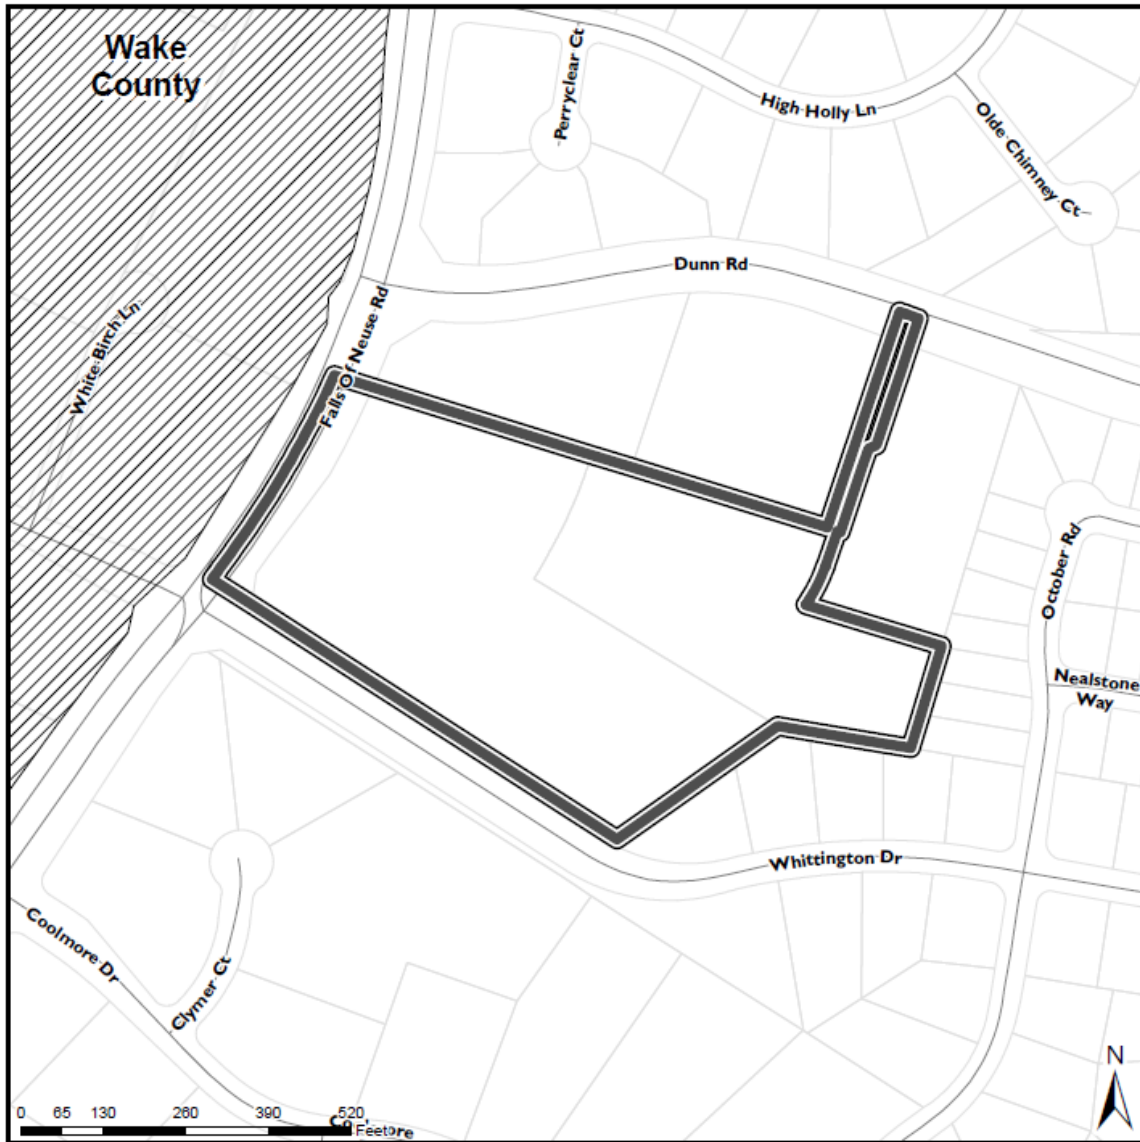 Wake
County
Perryclear Ct
High Holly Ln
Olde Chimney Ct
Dunn Rd
White Birch Ln
Falls Of Neuse Rd
October Rd
Nealstone
Way
Whittington Dr
Coolmore Dr
Clymer Ct
N
0 65 130 260 390 520
Feet
Coolmore